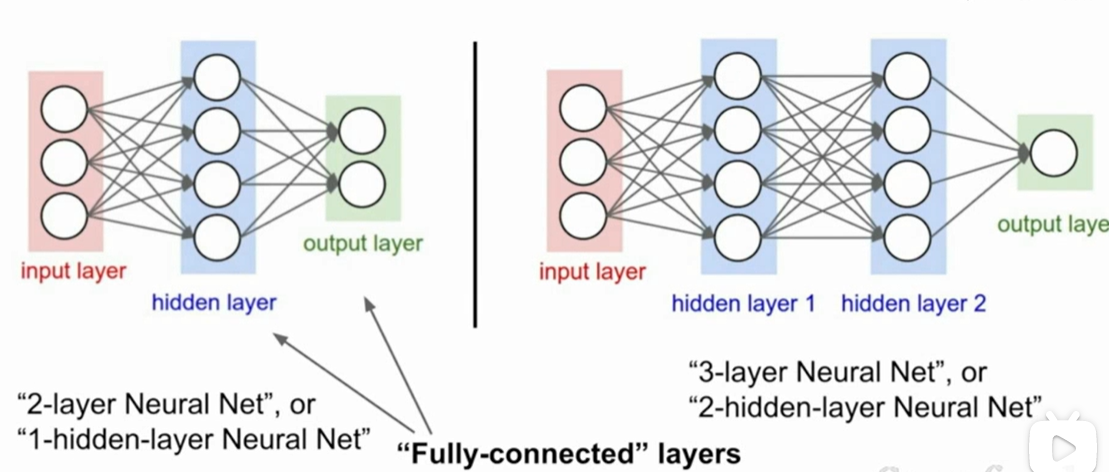 input layer
hidden layer
output layer
"2-layer Neural Net", or
"1-hidden-layer Neural Net"
"Fully-connected" layers
input layer
hidden layer 1
hidden layer 2
output laye
"3-layer Neural Net", or
"2-hidden-layer Neural Net"